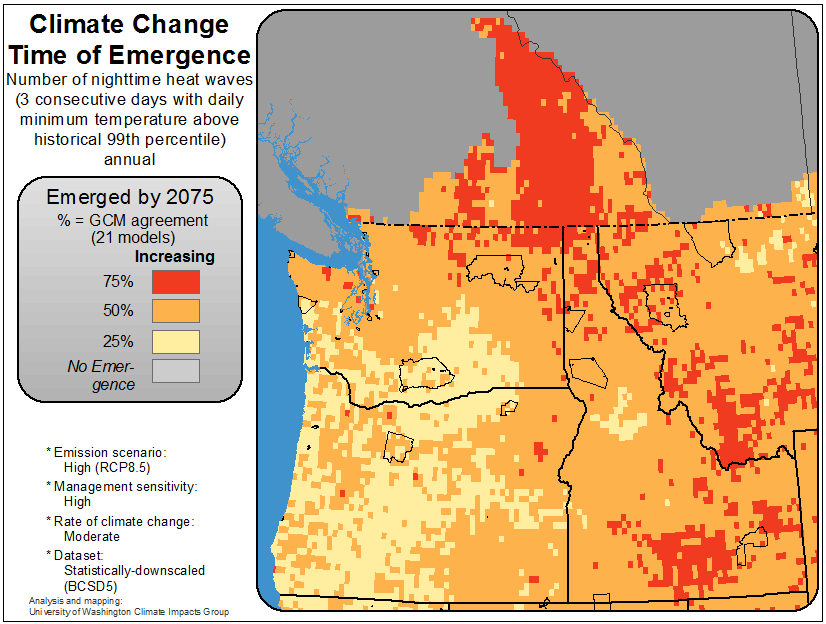 Climate Change
Time of Emergence
Number of nighttime heat waves
(3 consecutive days with daily
minimum temperature above
historical 99th percentile)
annual
Emerged by 2075
% = GCM agreement
(21 models)
Increasing
75%
50%
25%
No Emer-
gence
* Emission scenario:
High (RCP8.5)
* Management sensitivity:
High
* Rate of climate change:
Moderate
* Dataset:
Statistically-downscaled
(BCSD5)
Analysis and mapping:
University of Washington Climate Impacts Group